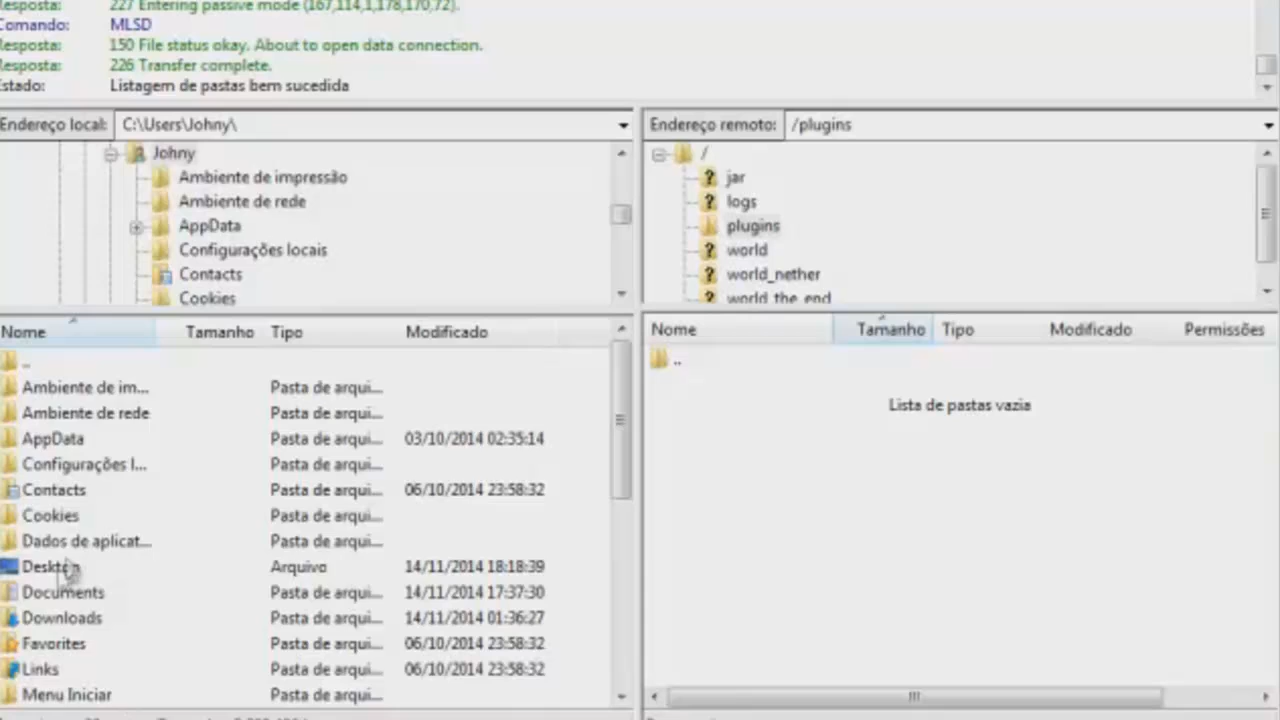 227 Entering passive mode (167,114,1,178,170,72).
Comando: MLSD
Resposta: 150 File status okay. About to open data connection.
Resposta: 226 Transfer complete.
Estado: Listagem de pastas bem sucedida
Endereço local: C:\Users\Johny\
Johny
Ambiente de impressão
Ambiente de rede
AppData
Configurações locais
Contacts
Cookies
Endereço remoto: /plugins
/
jar
logs
plugins
world
world_nether
world_the_end
Nome Tamanho Tipo Modificado
..
Ambiente de im... Pasta de arqui...
Ambiente de rede Pasta de arqui...
AppData Pasta de arqui... 03/10/2014 02:35:14
Configurações l... Pasta de arqui...
Contacts Pasta de arqui... 06/10/2014 23:58:32
Cookies Pasta de arqui...
Dados de aplicat... Pasta de arqui...
Desktop Arquivo 14/11/2014 18:18:39
Documents Pasta de arqui... 14/11/2014 17:37:30
Downloads Pasta de arqui... 14/11/2014 01:36:27
Favorites Pasta de arqui... 06/10/2014 23:58:32
Links Pasta de arqui... 06/10/2014 23:58:32
Menu Iniciar Pasta de arqui...
Nome Tamanho Tipo Modificado Permissões
..
Lista de pastas vazia